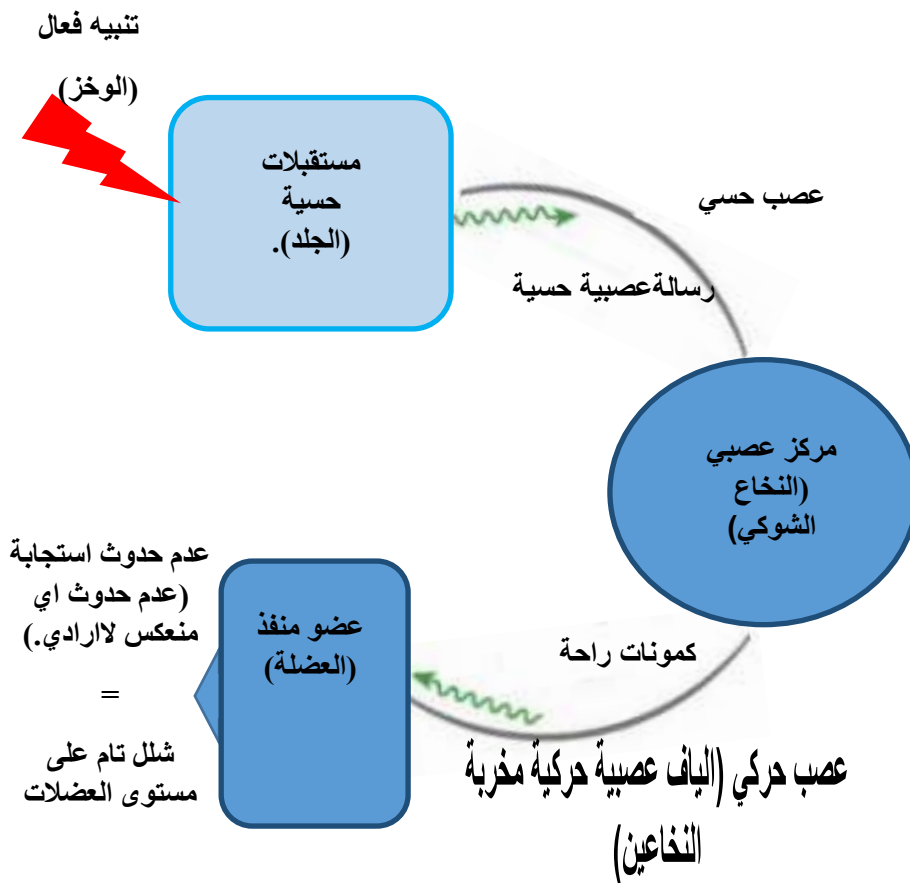 تنبيه فعال
(الوخز)
مستقبلات
حسية
(الجلد).
عصب حسي
رسالةعصبية حسية
مركز عصبي
(النخاع
الشوكي)
كمونات راحة
عصب حركي (الياف عصبية حركية مخربة
النخاعين)
عضو منفذ
(العضلة)
عدم حدوث استجابة
(عدم حدوث اي
منعكس لاارادي.)
=
شلل تام على
مستوى العضلات